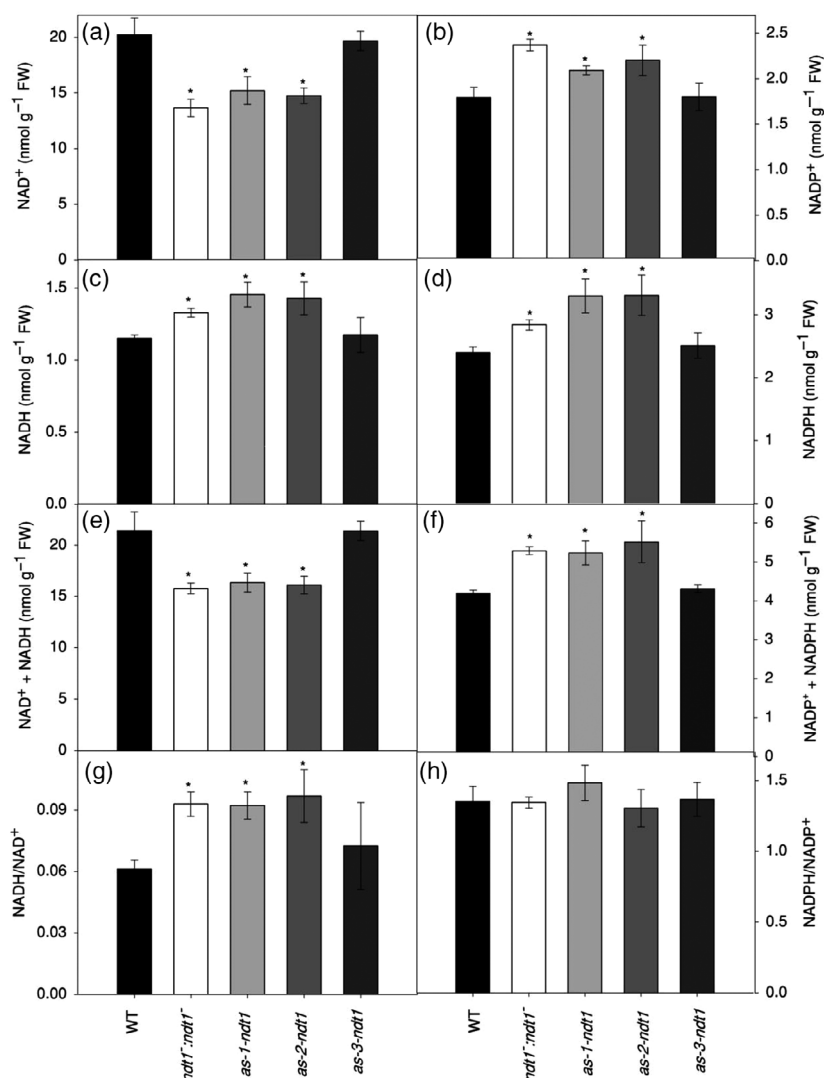 (a)
20
15
10
5
0
NAD⁺ (nmol g⁻¹ FW)
* * *
(b)
2.5
2.0
1.5
1.0
0.5
0.0
NADP⁺ (nmol g⁻¹ FW)
* * *
(c)
1.5
1.0
0.5
0.0
NADH (nmol g⁻¹ FW)
* * *
(d)
3
2
1
0
NADPH (nmol g⁻¹ FW)
* * *
(e)
20
15
10
5
0
NAD⁺ + NADH (nmol g⁻¹ FW)
* * *
(f)
6
5
4
3
2
1
0
NADP⁺ + NADPH (nmol g⁻¹ FW)
* * *
(g)
0.09
0.06
0.03
0.00
NADH/NAD⁺
* * *
(h)
1.5
1.0
0.5
0.0
NADPH/NADP⁺
WT
ndt1⁻:ndt1⁻
as-1-ndt1
as-2-ndt1
as-3-ndt1
WT
ndt1⁻:ndt1⁻
as-1-ndt1
as-2-ndt1
as-3-ndt1